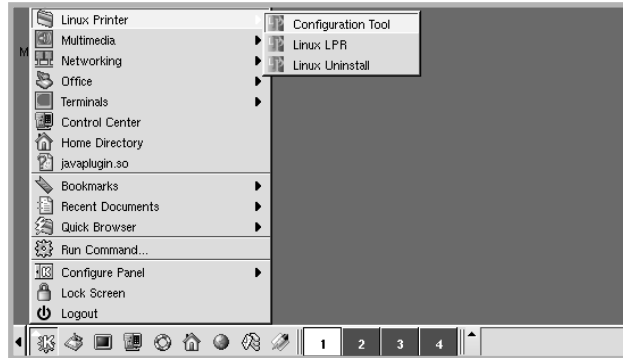 Linux Printer
Configuration Tool
Multimedia
Linux LPR
M
Networking
Linux Uninstall
Office
Terminals
Control Center
Home Directory
javaplugin.so
Bookmarks
Recent Documents
Quick Browser
Run Command...
Configure Panel
Lock Screen
Logout
1 2 3 4